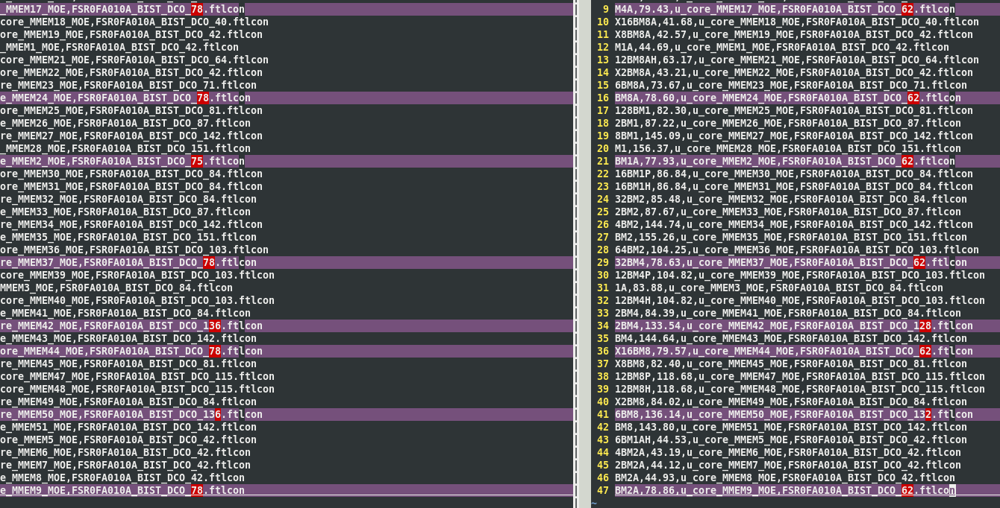 _MMEM17_MOE,FSR0FA010A_BIST_DCO_78.ftlcon
core_MMEM18_MOE,FSR0FA010A_BIST_DCO_40.ftlcon
ore_MMEM19_MOE,FSR0FA010A_BIST_DCO_42.ftlcon
_MMEM1_MOE,FSR0FA010A_BIST_DCO_42.ftlcon
core_MMEM21_MOE,FSR0FA010A_BIST_DCO_64.ftlcon
ore_MMEM22_MOE,FSR0FA010A_BIST_DCO_42.ftlcon
re_MMEM23_MOE,FSR0FA010A_BIST_DCO_71.ftlcon
e_MMEM24_MOE,FSR0FA010A_BIST_DCO_78.ftlcon
ore_MMEM25_MOE,FSR0FA010A_BIST_DCO_81.ftlcon
e_MMEM26_MOE,FSR0FA010A_BIST_DCO_87.ftlcon
re_MMEM27_MOE,FSR0FA010A_BIST_DCO_142.ftlcon
_MMEM28_MOE,FSR0FA010A_BIST_DCO_151.ftlcon
e_MMEM2_MOE,FSR0FA010A_BIST_DCO_75.ftlcon
ore_MMEM30_MOE,FSR0FA010A_BIST_DCO_84.ftlcon
ore_MMEM31_MOE,FSR0FA010A_BIST_DCO_84.ftlcon
re_MMEM32_MOE,FSR0FA010A_BIST_DCO_84.ftlcon
e_MMEM33_MOE,FSR0FA010A_BIST_DCO_87.ftlcon
re_MMEM34_MOE,FSR0FA010A_BIST_DCO_142.ftlcon
e_MMEM35_MOE,FSR0FA010A_BIST_DCO_151.ftlcon
ore_MMEM36_MOE,FSR0FA010A_BIST_DCO_103.ftlcon
re_MMEM37_MOE,FSR0FA010A_BIST_DCO_78.ftlcon
core_MMEM39_MOE,FSR0FA010A_BIST_DCO_103.ftlcon
MMEM3_MOE,FSR0FA010A_BIST_DCO_84.ftlcon
core_MMEM40_MOE,FSR0FA010A_BIST_DCO_103.ftlcon
e_MMEM41_MOE,FSR0FA010A_BIST_DCO_84.ftlcon
re_MMEM42_MOE,FSR0FA010A_BIST_DCO_136.ftlcon
e_MMEM43_MOE,FSR0FA010A_BIST_DCO_142.ftlcon
ore_MMEM44_MOE,FSR0FA010A_BIST_DCO_78.ftlcon
re_MMEM45_MOE,FSR0FA010A_BIST_DCO_81.ftlcon
core_MMEM47_MOE,FSR0FA010A_BIST_DCO_115.ftlcon
core_MMEM48_MOE,FSR0FA010A_BIST_DCO_115.ftlcon
re_MMEM49_MOE,FSR0FA010A_BIST_DCO_84.ftlcon
re_MMEM50_MOE,FSR0FA010A_BIST_DCO_136.ftlcon
e_MMEM51_MOE,FSR0FA010A_BIST_DCO_142.ftlcon
ore_MMEM5_MOE,FSR0FA010A_BIST_DCO_42.ftlcon
re_MMEM6_MOE,FSR0FA010A_BIST_DCO_42.ftlcon
re_MMEM7_MOE,FSR0FA010A_BIST_DCO_42.ftlcon
e_MMEM8_MOE,FSR0FA010A_BIST_DCO_42.ftlcon
e_MMEM9_MOE,FSR0FA010A_BIST_DCO_78.ftlcon
9 M4A,79.43,u_core_MMEM17_MOE,FSR0FA010A_BIST_DCO_62.ftlcon
10 X16BM8A,41.68,u_core_MMEM18_MOE,FSR0FA010A_BIST_DCO_40.ftlcon
11 X8BM8A,42.57,u_core_MMEM19_MOE,FSR0FA010A_BIST_DCO_42.ftlcon
12 M1A,44.69,u_core_MMEM1_MOE,FSR0FA010A_BIST_DCO_42.ftlcon
13 12BM8AH,63.17,u_core_MMEM21_MOE,FSR0FA010A_BIST_DCO_64.ftlcon
14 X2BM8A,43.21,u_core_MMEM22_MOE,FSR0FA010A_BIST_DCO_42.ftlcon
15 6BM8A,73.67,u_core_MMEM23_MOE,FSR0FA010A_BIST_DCO_71.ftlcon
16 BM8A,78.60,u_core_MMEM24_MOE,FSR0FA010A_BIST_DCO_62.ftlcon
17 128BM1,82.30,u_core_MMEM25_MOE,FSR0FA010A_BIST_DCO_81.ftlcon
18 2BM1,87.22,u_core_MMEM26_MOE,FSR0FA010A_BIST_DCO_87.ftlcon
19 8BM1,145.09,u_core_MMEM27_MOE,FSR0FA010A_BIST_DCO_142.ftlcon
20 M1,156.37,u_core_MMEM28_MOE,FSR0FA010A_BIST_DCO_151.ftlcon
21 BM1A,77.93,u_core_MMEM2_MOE,FSR0FA010A_BIST_DCO_62.ftlcon
22 16BM1P,86.84,u_core_MMEM30_MOE,FSR0FA010A_BIST_DCO_84.ftlcon
23 16BM1H,86.84,u_core_MMEM31_MOE,FSR0FA010A_BIST_DCO_84.ftlcon
24 32BM2,85.48,u_core_MMEM32_MOE,FSR0FA010A_BIST_DCO_84.ftlcon
25 2BM2,87.67,u_core_MMEM33_MOE,FSR0FA010A_BIST_DCO_87.ftlcon
26 4BM2,144.74,u_core_MMEM34_MOE,FSR0FA010A_BIST_DCO_142.ftlcon
27 BM2,155.26,u_core_MMEM35_MOE,FSR0FA010A_BIST_DCO_151.ftlcon
28 64BM2,104.25,u_core_MMEM36_MOE,FSR0FA010A_BIST_DCO_103.ftlcon
29 32BM4,78.63,u_core_MMEM37_MOE,FSR0FA010A_BIST_DCO_62.ftlcon
30 12BM4P,104.82,u_core_MMEM39_MOE,FSR0FA010A_BIST_DCO_103.ftlcon
31 1A,83.88,u_core_MMEM3_MOE,FSR0FA010A_BIST_DCO_84.ftlcon
32 12BM4H,104.82,u_core_MMEM40_MOE,FSR0FA010A_BIST_DCO_103.ftlcon
33 2BM4,84.39,u_core_MMEM41_MOE,FSR0FA010A_BIST_DCO_84.ftlcon
34 2BM4,133.54,u_core_MMEM42_MOE,FSR0FA010A_BIST_DCO_128.ftlcon
35 BM4,144.64,u_core_MMEM43_MOE,FSR0FA010A_BIST_DCO_142.ftlcon
36 X16BM8,79.57,u_core_MMEM44_MOE,FSR0FA010A_BIST_DCO_62.ftlcon
37 X8BM8,82.40,u_core_MMEM45_MOE,FSR0FA010A_BIST_DCO_81.ftlcon
38 12BM8P,118.68,u_core_MMEM47_MOE,FSR0FA010A_BIST_DCO_115.ftlcon
39 12BM8H,118.68,u_core_MMEM48_MOE,FSR0FA010A_BIST_DCO_115.ftlcon
40 X2BM8,84.02,u_core_MMEM49_MOE,FSR0FA010A_BIST_DCO_84.ftlcon
41 6BM8,136.14,u_core_MMEM50_MOE,FSR0FA010A_BIST_DCO_132.ftlcon
42 BM8,143.80,u_core_MMEM51_MOE,FSR0FA010A_BIST_DCO_142.ftlcon
43 6BM1AH,44.53,u_core_MMEM5_MOE,FSR0FA010A_BIST_DCO_42.ftlcon
44 4BM2A,43.19,u_core_MMEM6_MOE,FSR0FA010A_BIST_DCO_42.ftlcon
45 2BM2A,44.12,u_core_MMEM7_MOE,FSR0FA010A_BIST_DCO_42.ftlcon
46 BM2A,44.93,u_core_MMEM8_MOE,FSR0FA010A_BIST_DCO_42.ftlcon
47 BM2A,78.86,u_core_MMEM9_MOE,FSR0FA010A_BIST_DCO_62.ftlcon
~